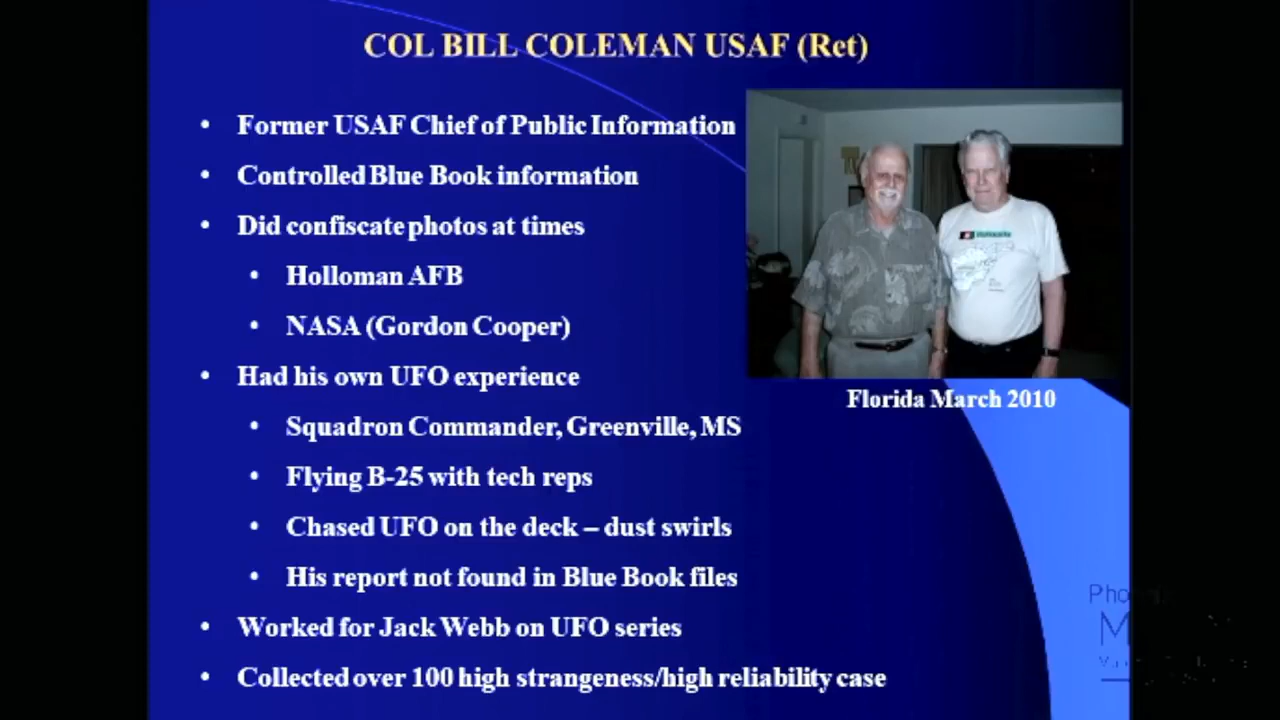 COL BILL COLEMAN USAF (Ret)
• Former USAF Chief of Public Information
• Controlled Blue Book information
• Did confiscate photos at times
• Holloman AFB
• NASA (Gordon Cooper)
• Had his own UFO experience
• Squadron Commander, Greenville, MS
• Flying B-25 with tech reps
• Chased UFO on the deck – dust swirls
• His report not found in Blue Book files
• Worked for Jack Webb on UFO series
• Collected over 100 high strangeness/high reliability case
Florida March 2010